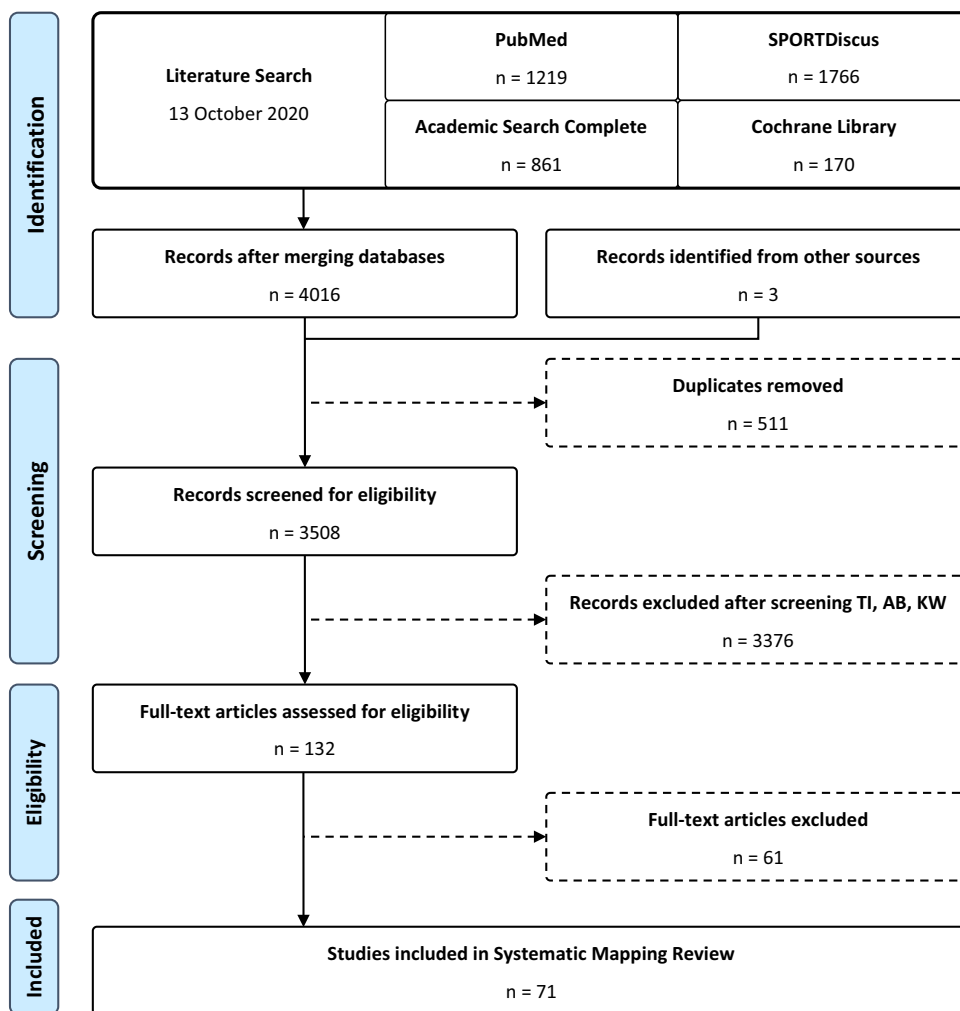 Identification
Literature Search
13 October 2020
PubMed
n = 1219
SPORTDiscus
n = 1766
Academic Search Complete
n = 861
Cochrane Library
n = 170
Records after merging databases
n = 4016
Records identified from other sources
n = 3
Screening
Duplicates removed
n = 511
Records screened for eligibility
n = 3508
Records excluded after screening TI, AB, KW
n = 3376
Eligibility
Full-text articles assessed for eligibility
n = 132
Full-text articles excluded
n = 61
Included
Studies included in Systematic Mapping Review
n = 71